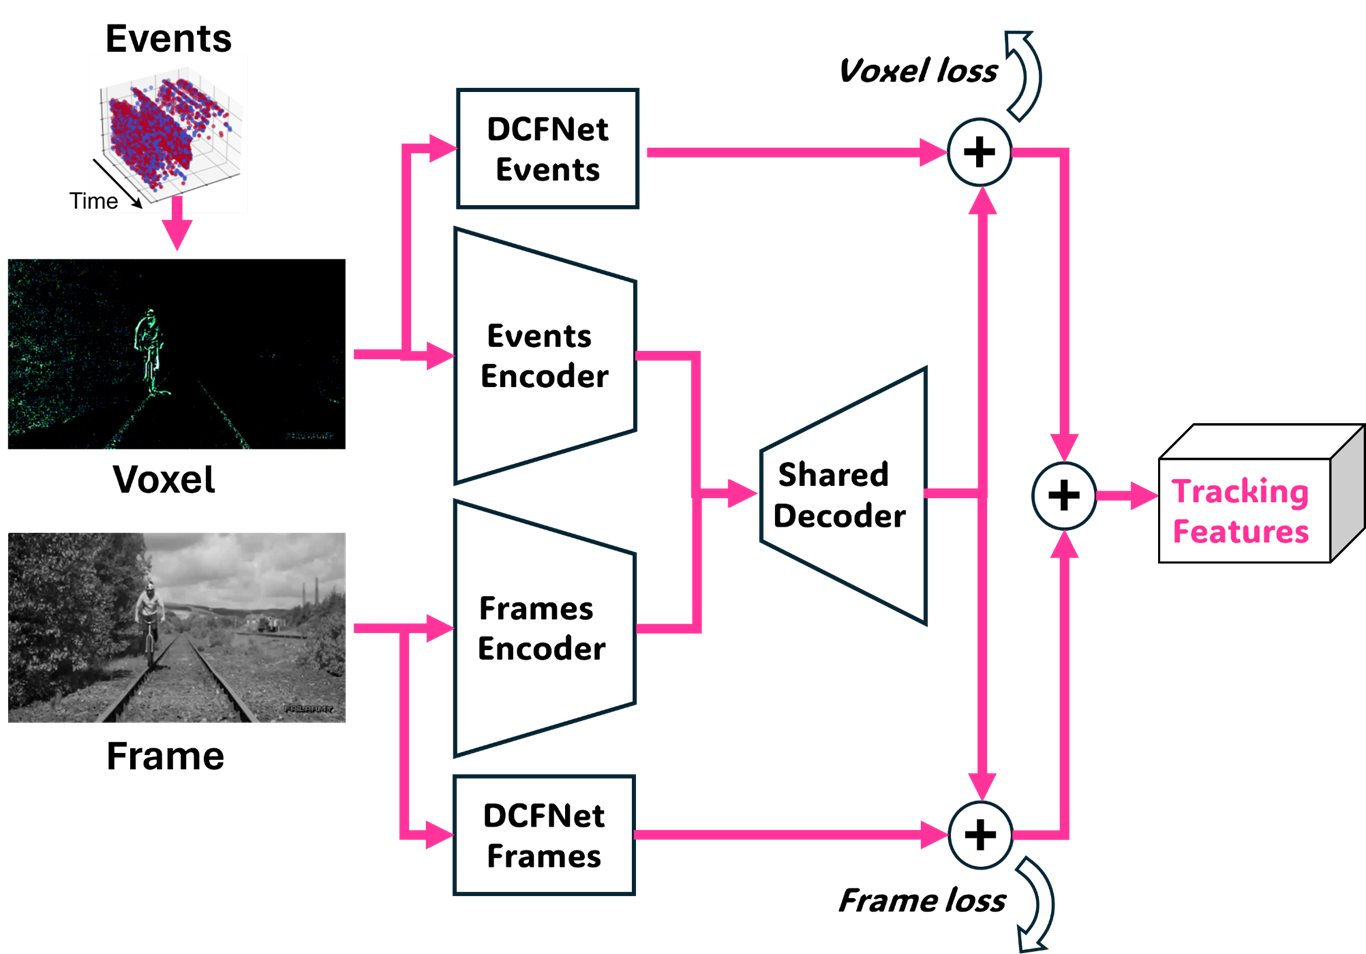 Events
Time
Voxel
Frame
DCFNet
Events
Events
Encoder
Frames
Encoder
DCFNet
Frames
Shared
Decoder
Voxel loss
+
+
+
Frame loss
Tracking
Features